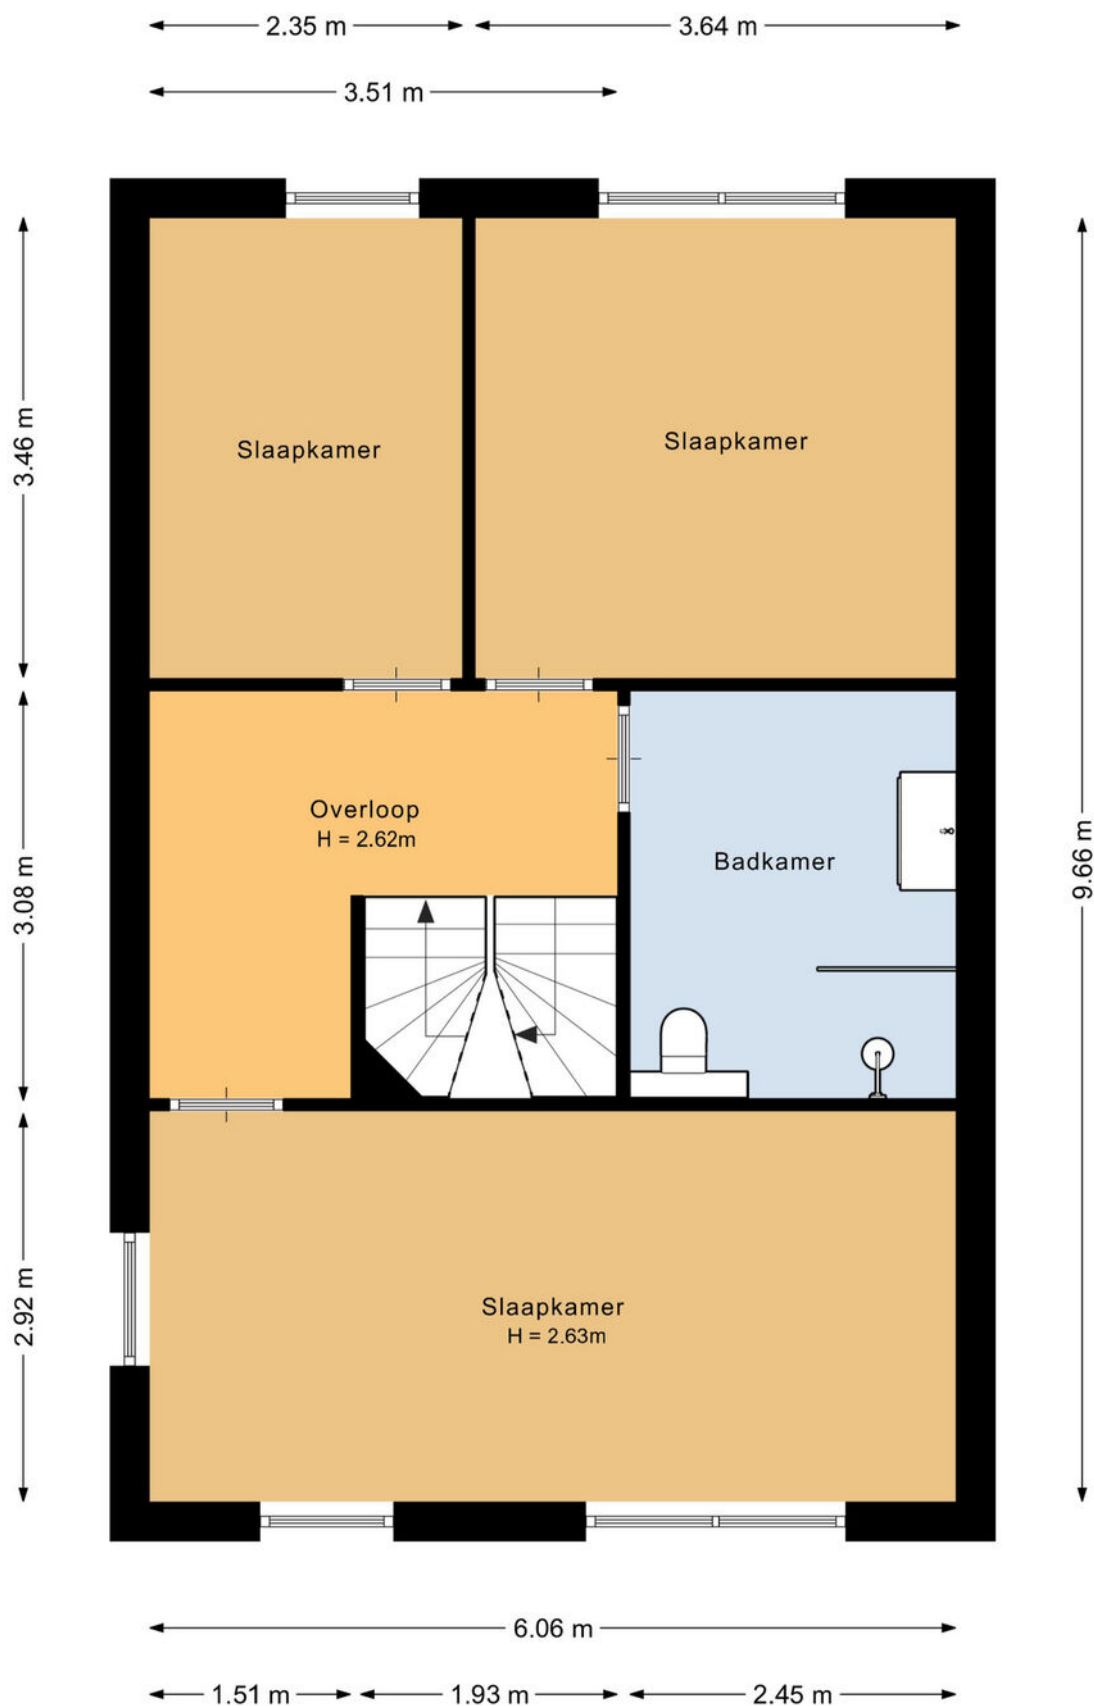 2.35 m
3.64 m
3.51 m
3.46 m
Slaapkamer
Slaapkamer
Overloop
H = 2.62m
3.08 m
Badkamer
9.66 m
2.92 m
Slaapkamer
H = 2.63m
6.06 m
1.51 m
1.93 m
2.45 m